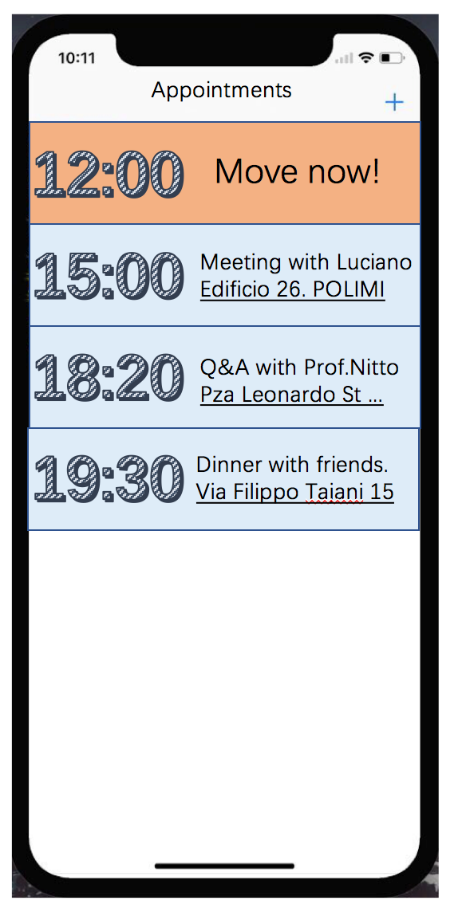 10:11
Appointments
+
12:00 Move now!
15:00 Meeting with Luciano
Edificio 26. POLIMI
18:20 Q&A with Prof.Nitto
Pza Leonardo St ...
19:30 Dinner with friends.
Via Filippo Taiani 15